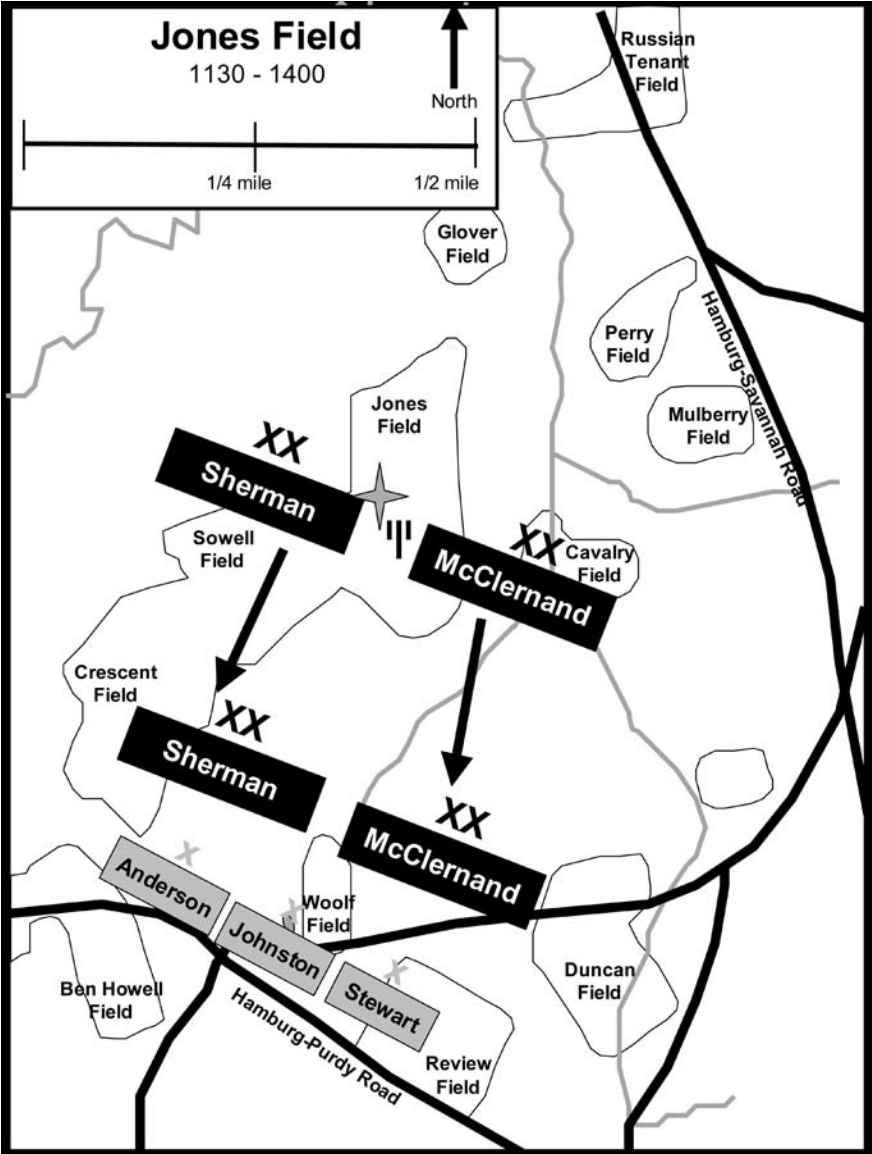 Jones Field
1130 - 1400
North
1/4 mile
1/2 mile
Russian
Tenant
Field
Glover
Field
Hamburg-Savannah Road
Perry
Field
Mulberry
Field
Jones
Field
XX
Sherman
Sowell
Field
XX
McClernand
Cavalry
Field
Crescent
Field
XX
Sherman
XX
McClernand
X
Anderson
X
Johnston
Woolf
Field
X
Stewart
Ben Howell
Field
Hamburg-Purdy Road
Duncan
Field
Review
Field